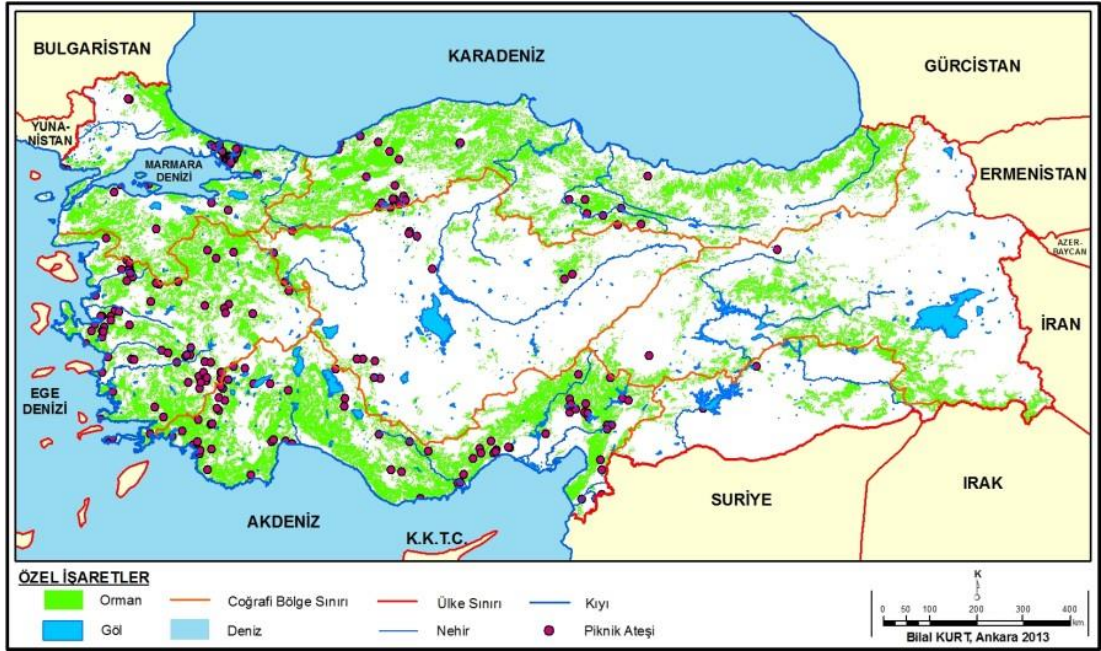 BULGARİSTAN
KARADENİZ
GÜRCİSTAN
YUNA-
NİSTAN
MARMARA
DENİZİ
ERMENİSTAN
AZER-
BAYCAN
İRAN
EGE
DENİZİ
AKDENİZ
K.K.T.C.
SURİYE
IRAK
ÖZEL İŞARETLER
Orman
Coğrafi Bölge Sınırı
Ülke Sınırı
Kıyı
Göl
Deniz
Nehir
Piknik Ateşi
K
0 50 100 200 300 400
km
Bilal KURT, Ankara 2013